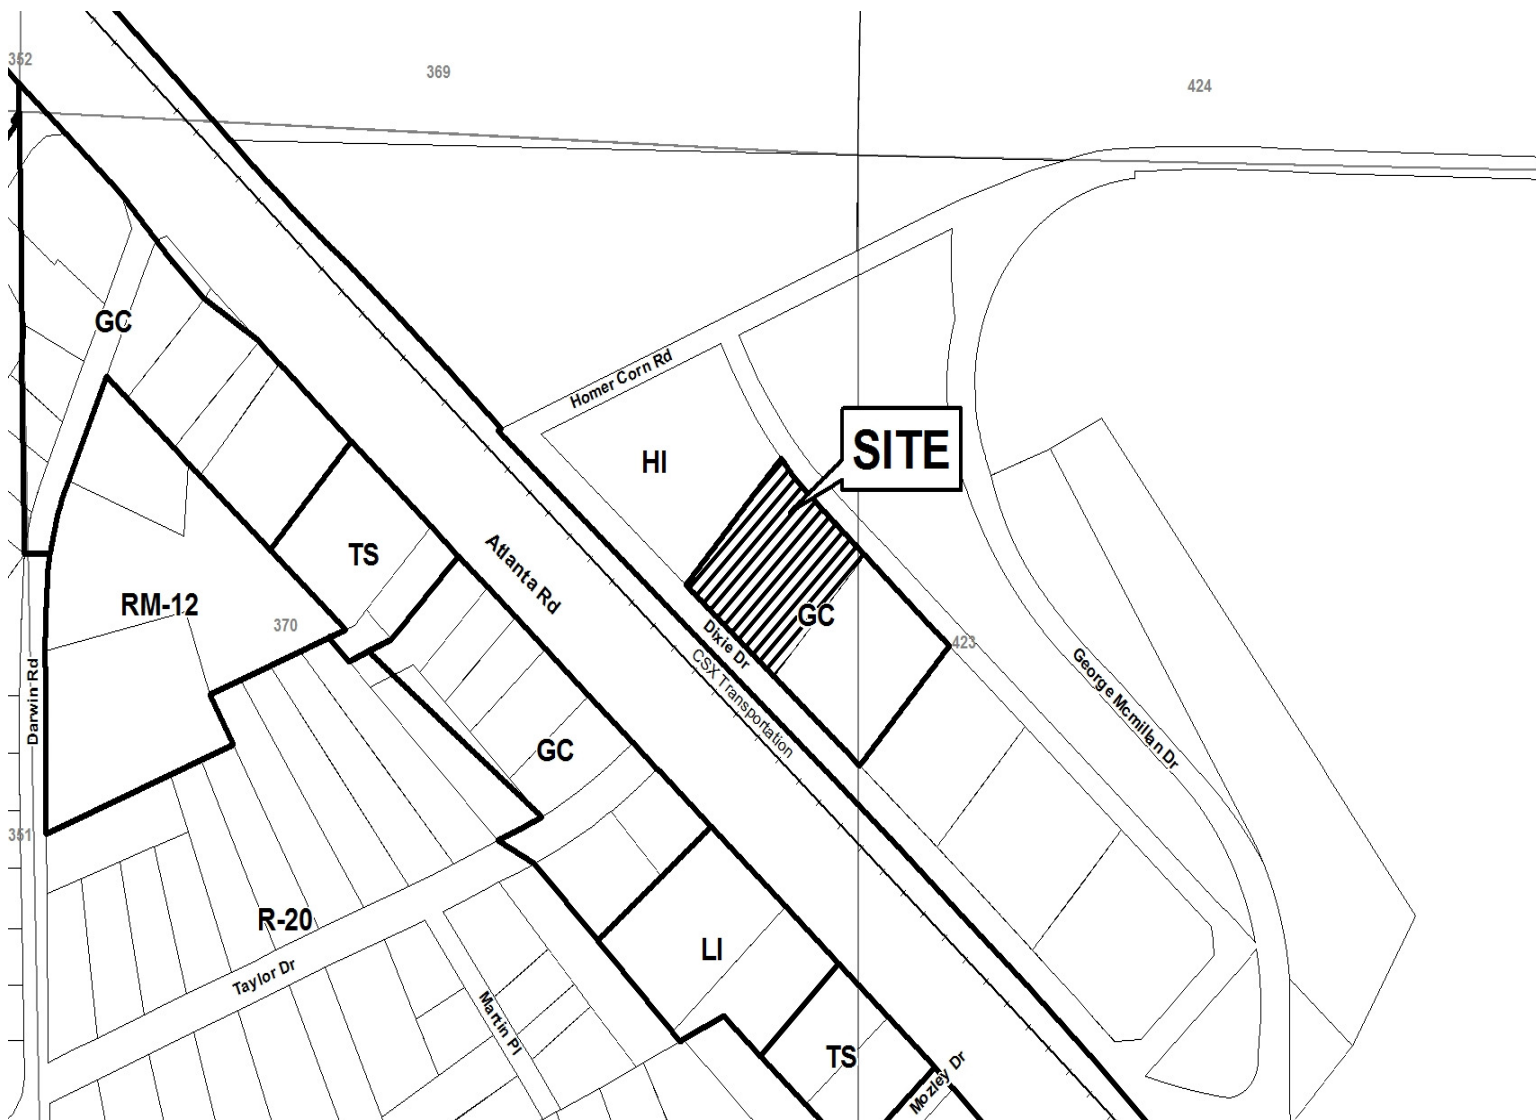 352
369
424
GC
Homer Corn Rd
SITE
HI
TS
Atlanta Rd
RM-12
370
GC
Dixie Dr
423
CSX Transportation
George Mcmillan Dr
Darwin Rd
GC
351
R-20
LI
Taylor Dr
Martin Pl
TS
Mozley Dr